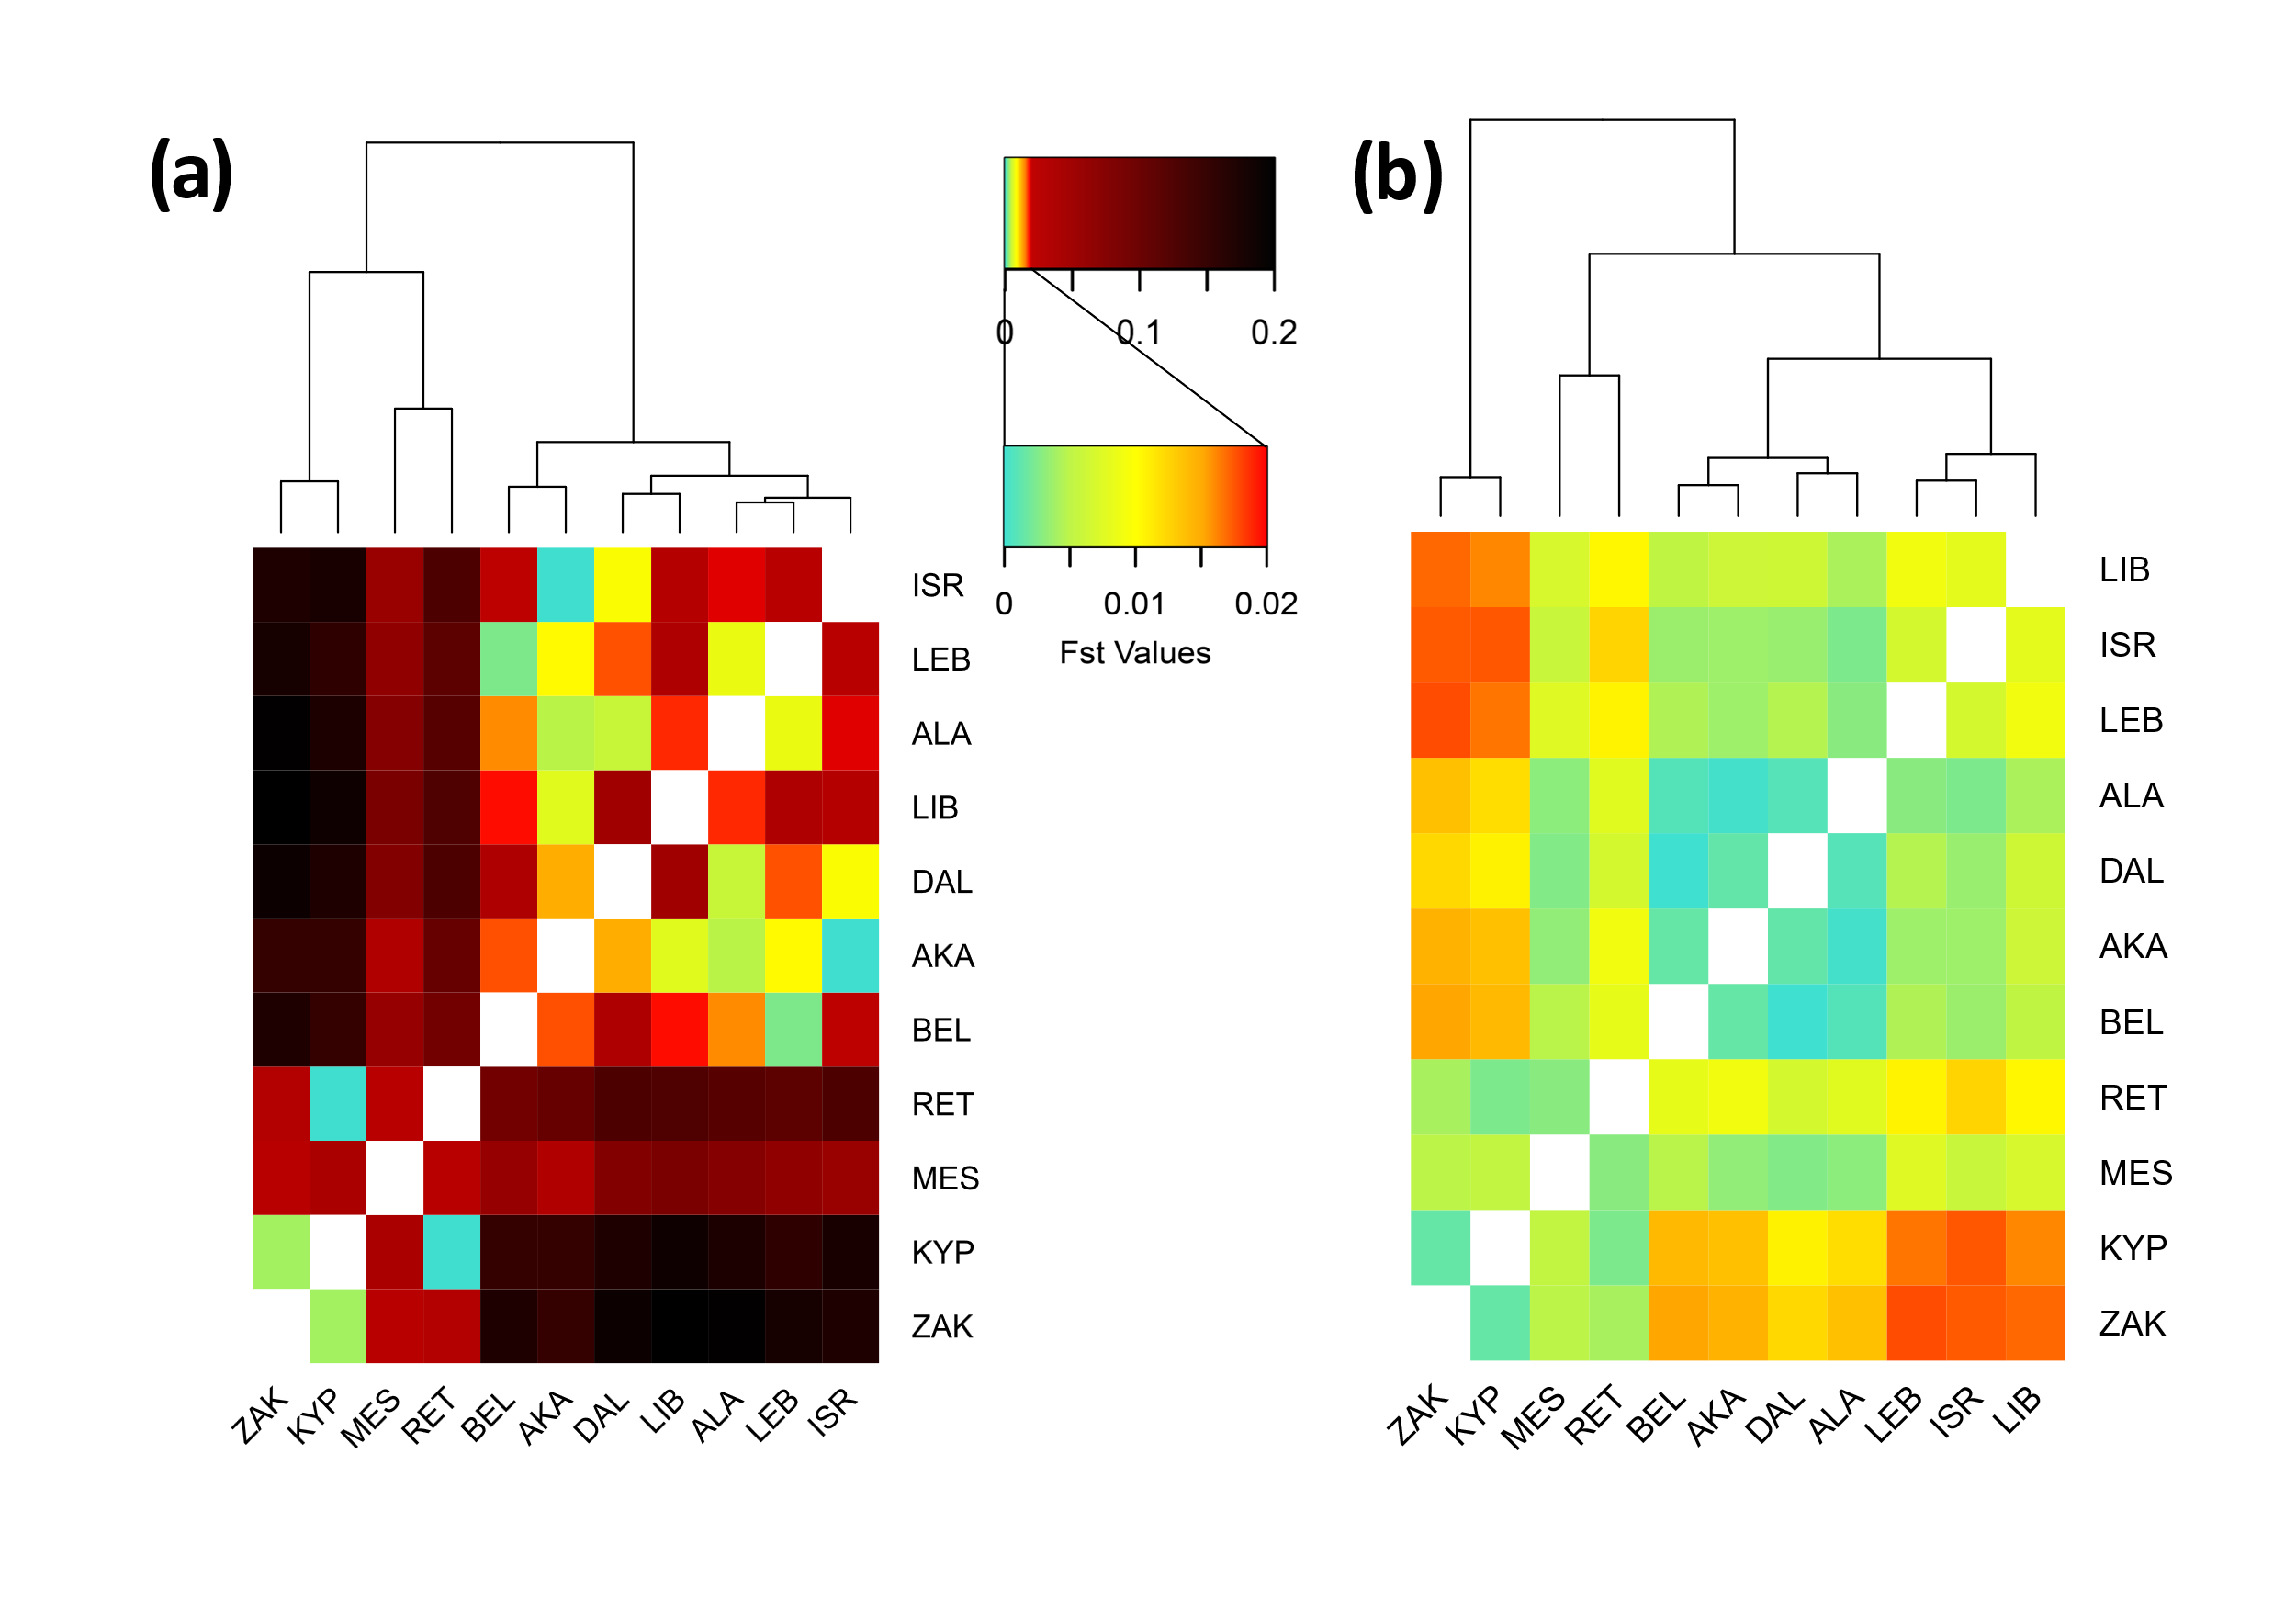 (a)
ISR
LEB
ALA
LIB
DAL
AKA
BEL
RET
MES
KYP
ZAK
ZAK KYP MES RET BEL AKA DAL LIB ALA LEB ISR
0 0.1 0.2
0 0.01 0.02
Fst Values
(b)
LIB
ISR
LEB
ALA
DAL
AKA
BEL
RET
MES
KYP
ZAK
ZAK KYP MES RET BEL AKA DAL ALA LEB ISR LIB